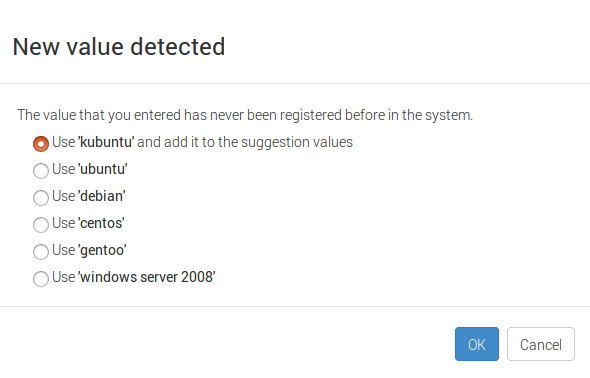 New value detected
The value that you entered has never been registered before in the system.
Use 'kubuntu' and add it to the suggestion values
Use 'ubuntu'
Use 'debian'
Use 'centos'
Use 'gentoo'
Use 'windows server 2008'
OK Cancel